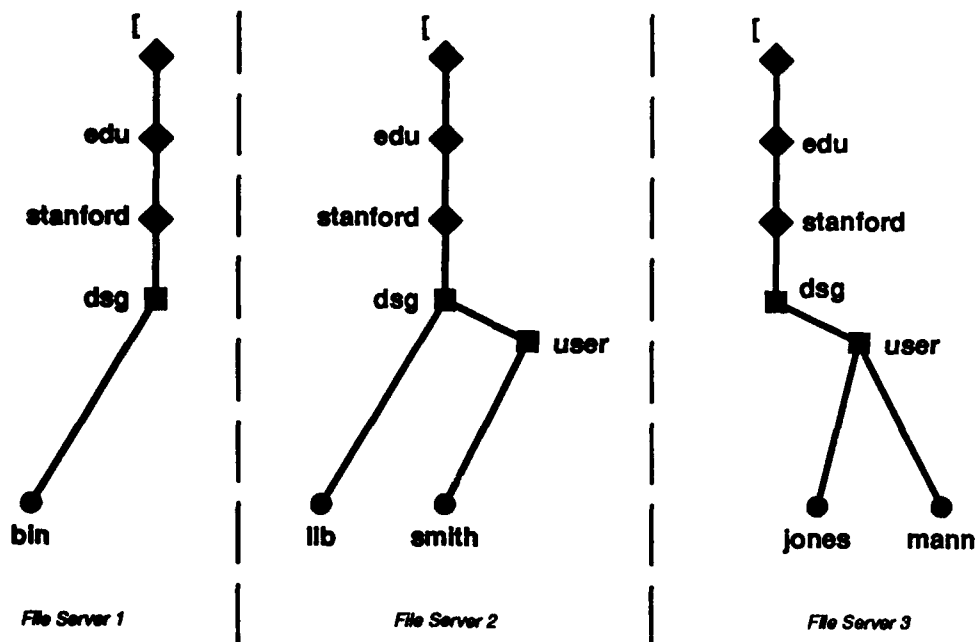 [
edu
stanford
dsg
bin
File Server 1
[
edu
stanford
dsg
user
lib
smith
File Server 2
[
edu
stanford
dsg
user
jones
mann
File Server 3